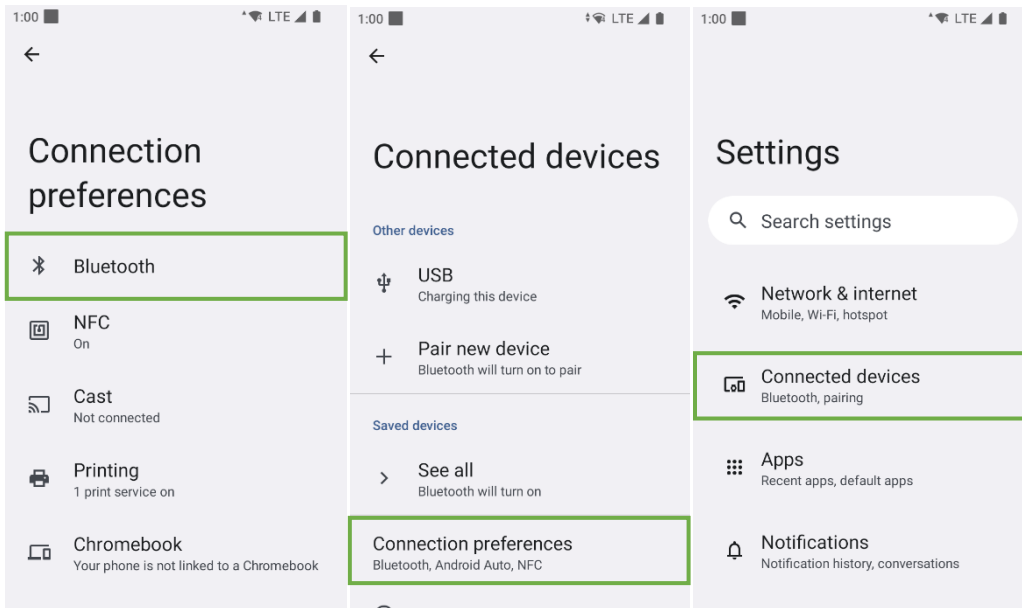 1:00
LTE
Connection
preferences
Bluetooth
NFC
On
Cast
Not connected
Printing
1 print service on
Chromebook
Your phone is not linked to a Chromebook
1:00
LTE
Connected devices
Other devices
USB
Charging this device
Pair new device
Bluetooth will turn on to pair
Saved devices
See all
Bluetooth will turn on
Connection preferences
Bluetooth, Android Auto, NFC
1:00
LTE
Settings
Search settings
Network & internet
Mobile, Wi-Fi, hotspot
Connected devices
Bluetooth, pairing
Apps
Recent apps, default apps
Notifications
Notification history, conversations